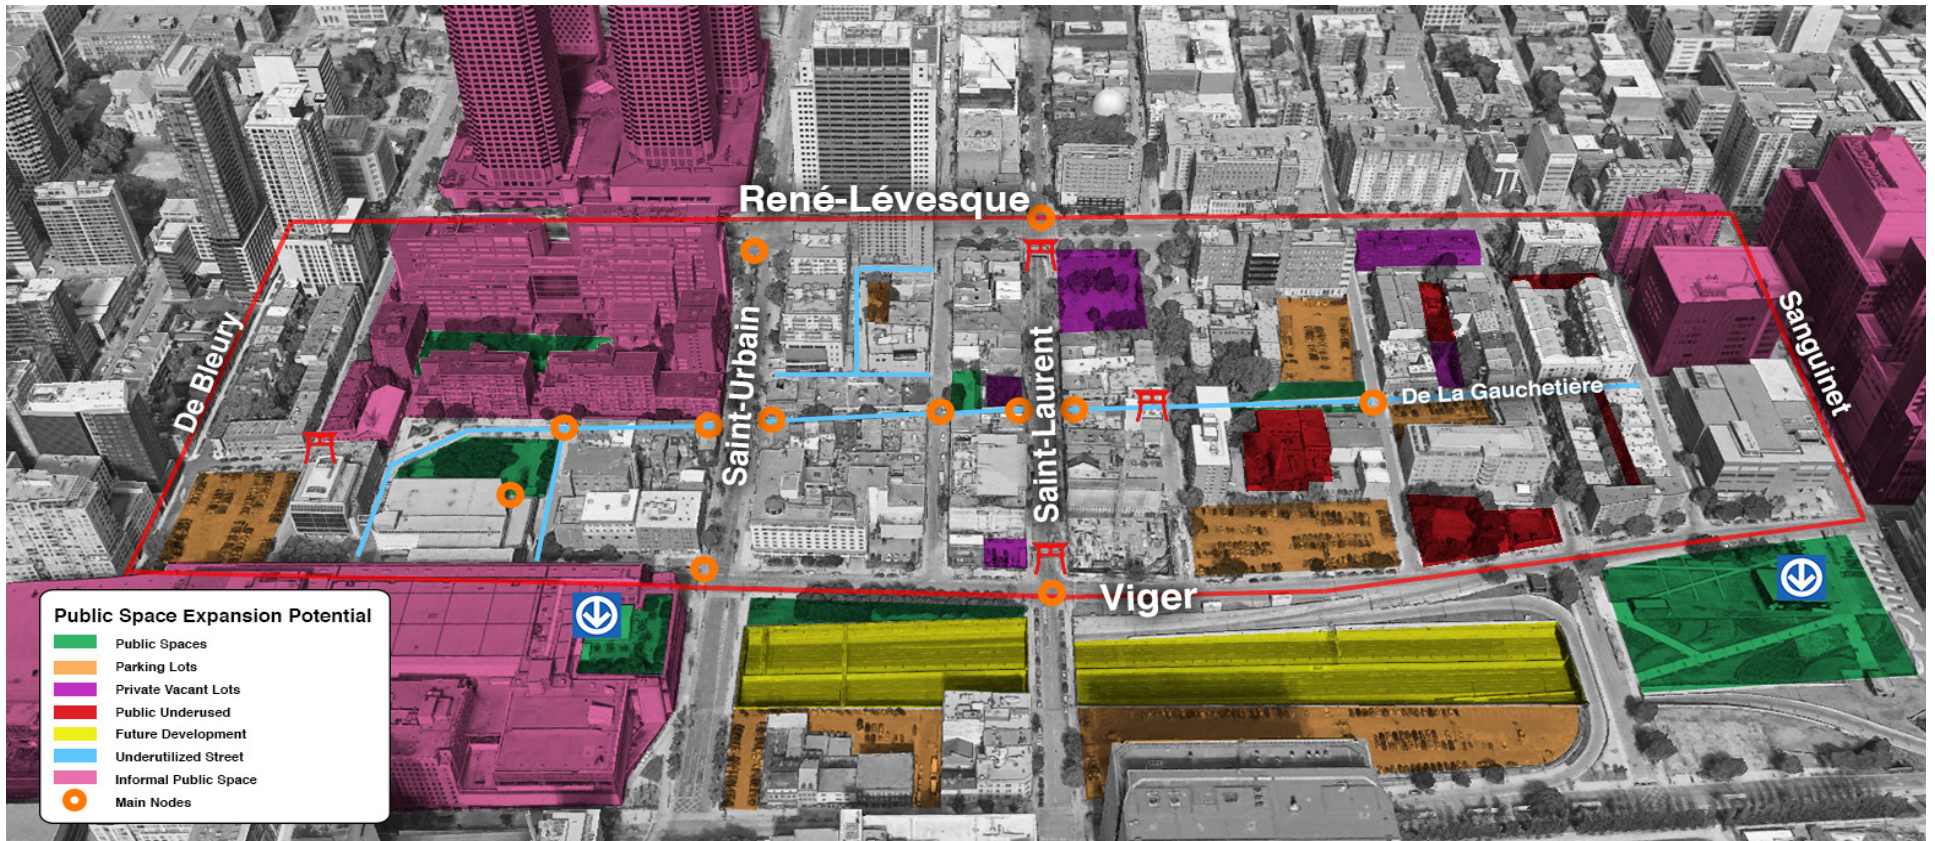 René-Lévesque
De Bleury
Saint-Urbain
Saint-Laurent
Sanguinet
De La Gauchetière
Viger
Public Space Expansion Potential
Public Spaces
Parking Lots
Private Vacant Lots
Public Underused
Future Development
Underutilized Street
Informal Public Space
Main Nodes